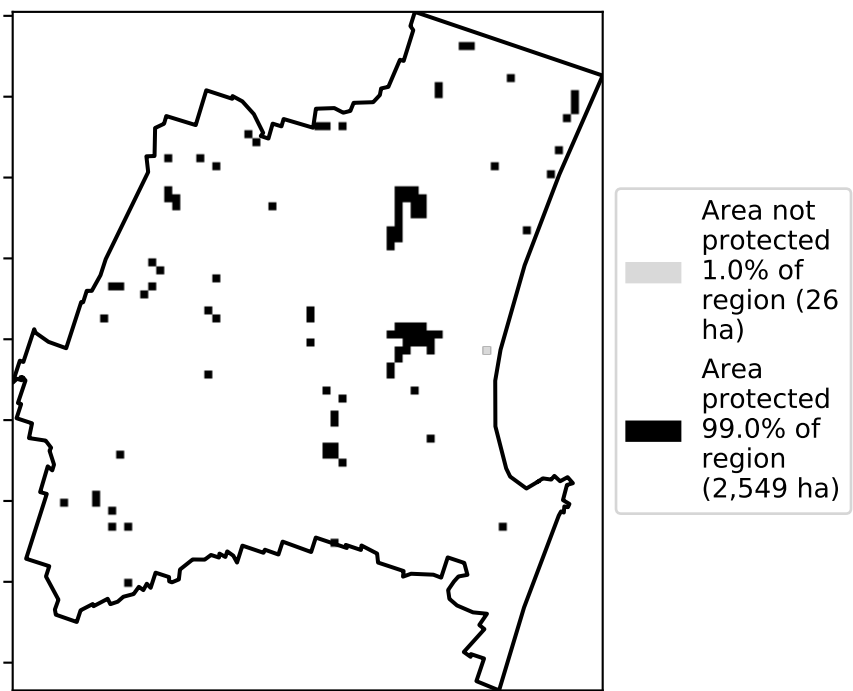 Area not
protected
1.0% of
region (26
ha)
Area
protected
99.0% of
region
(2,549 ha)